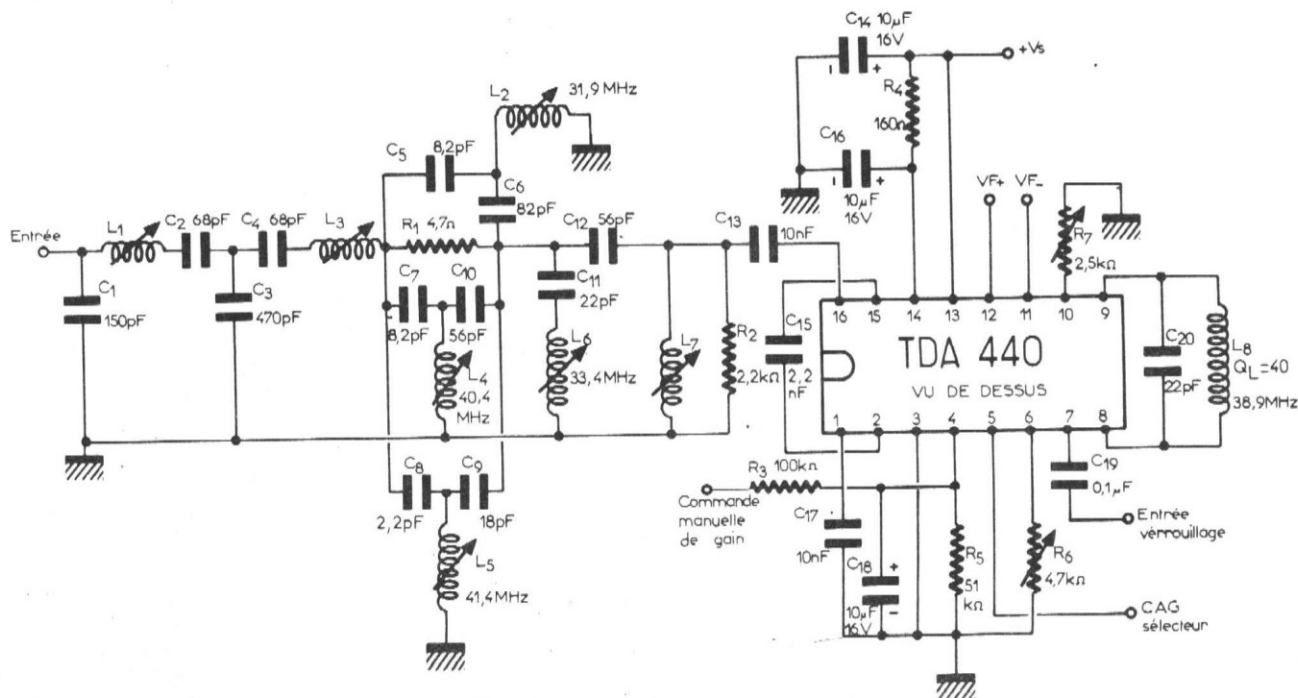 C14 10µF
16V
+Vs
L2 31,9MHz
R4
160Ω
C5 8,2pF
C16
10µF
16V
C6
82pF
VF+ VF-
R7
2,5kΩ
Entrée
L1
C2 68pF
C4 68pF
L3
R1 4,7Ω
C12 56pF
C13
10nF
C1
150pF
C3
470pF
C7
8,2pF
C10
56pF
C11
22pF
L4
40,4
MHz
L6
33,4MHz
L7
R2
2,2kΩ
C15
2,2
nF
16 15 14 13 12 11 10 9
TDA 440
VU DE DESSUS
1 2 3 4 5 6 7 8
C20
22pF
L8
QL=40
38,9MHz
C8
2,2pF
C9
18pF
L5
41,4MHz
R3 100kΩ
Commande
manuelle
de gain
C17
10nF
C18
10µF
16V
R5
51
kΩ
R6
4,7kΩ
C19
0,1µF
Entrée
vérrouillage
CAG
sélecteur